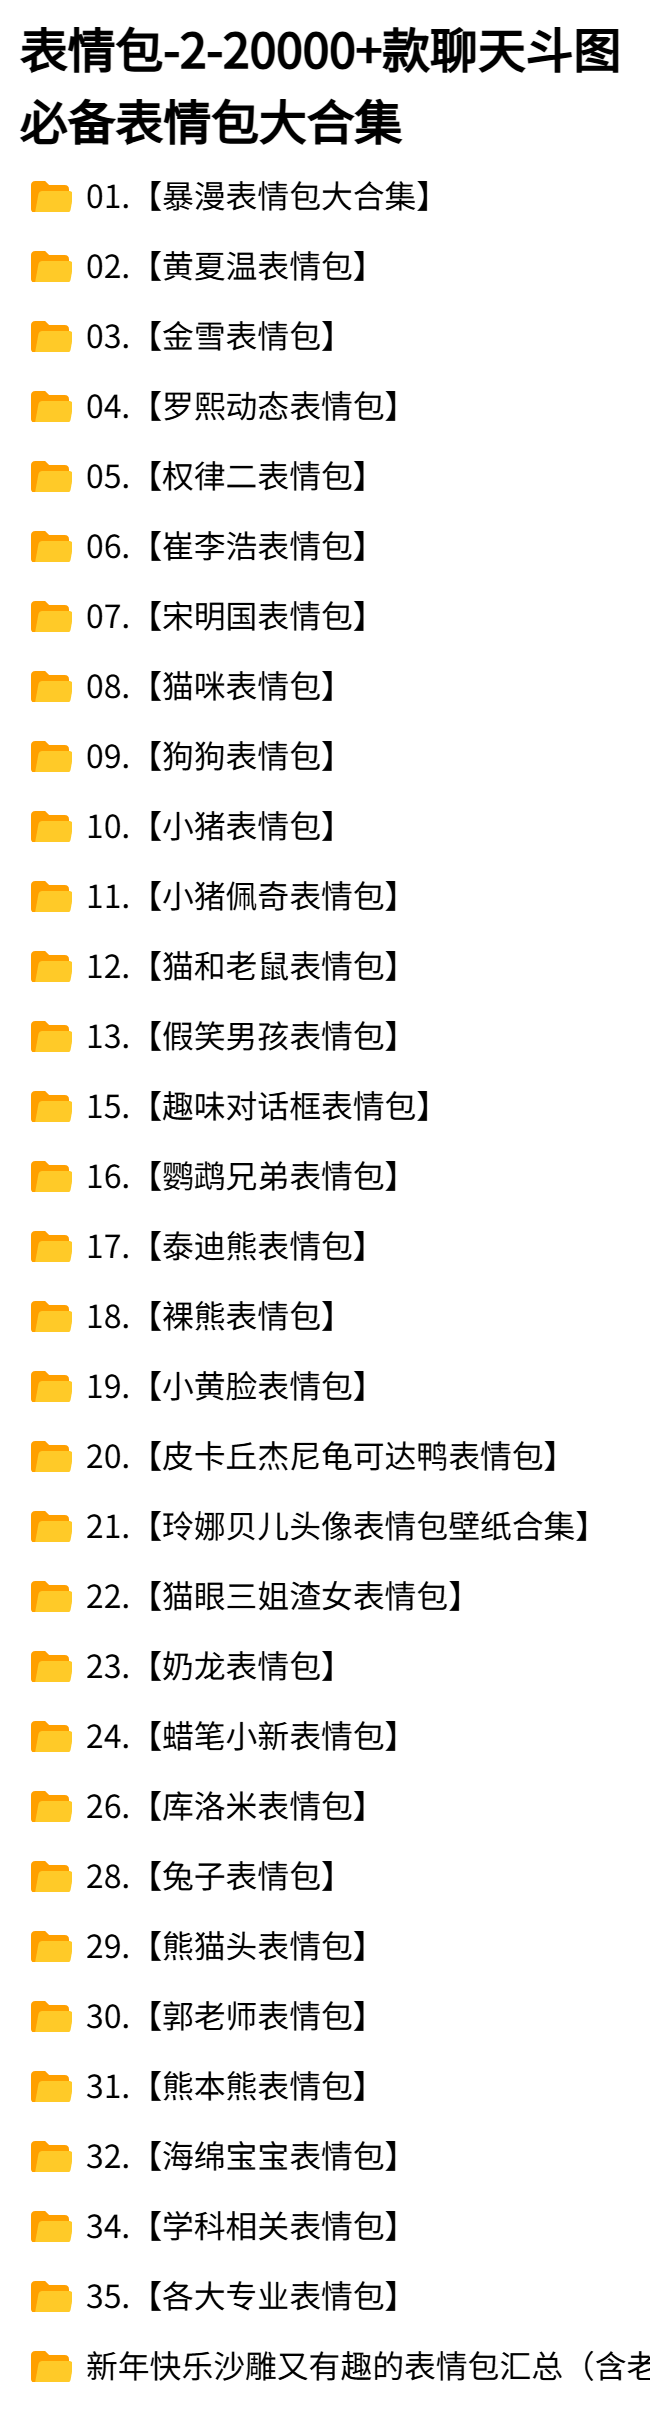 表情包-2-20000+款聊天斗图
必备表情包大合集
01.【暴漫表情包大合集】
02.【黄夏温表情包】
03.【金雪表情包】
04.【罗熙动态表情包】
05.【权律二表情包】
06.【崔李浩表情包】
07.【宋明国表情包】
08.【猫咪表情包】
09.【狗狗表情包】
10.【小猪表情包】
11.【小猪佩奇表情包】
12.【猫和老鼠表情包】
13.【假笑男孩表情包】
15.【趣味对话框表情包】
16.【鹦鹉兄弟表情包】
17.【泰迪熊表情包】
18.【裸熊表情包】
19.【小黄脸表情包】
20.【皮卡丘杰尼龟可达鸭表情包】
21.【玲娜贝儿头像表情包壁纸合集】
22.【猫眼三姐渣女表情包】
23.【奶龙表情包】
24.【蜡笔小新表情包】
26.【库洛米表情包】
28.【兔子表情包】
29.【熊猫头表情包】
30.【郭老师表情包】
31.【熊本熊表情包】
32.【海绵宝宝表情包】
34.【学科相关表情包】
35.【各大专业表情包】
新年快乐沙雕又有趣的表情包汇总（含老